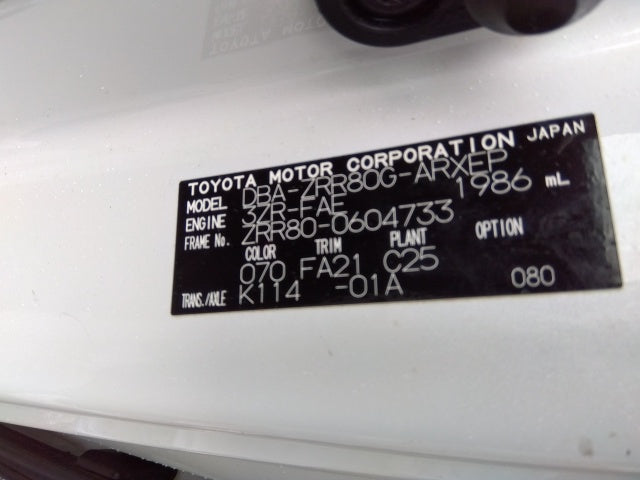 TOYOTA MOTOR CORPORATION JAPAN
MODEL DBA-ZRR80G-ARXEP
ENGINE 3ZR-FAE 1986 mL
FRAME No. ZRR80-0604733
COLOR TRIM PLANT OPTION
070 FA21 C25
TRANS./AXLE K114 -01A 080